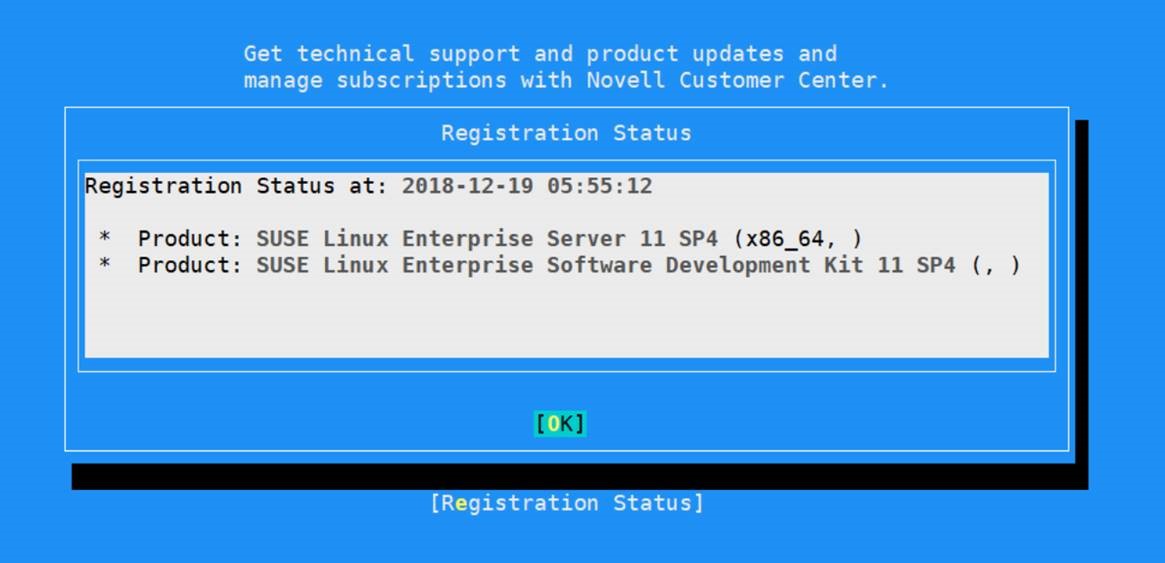 Get technical support and product updates and
manage subscriptions with Novell Customer Center.
Registration Status
Registration Status at: 2018-12-19 05:55:12
* Product: SUSE Linux Enterprise Server 11 SP4 (x86_64, )
* Product: SUSE Linux Enterprise Software Development Kit 11 SP4 (, )
[OK]
[Registration Status]